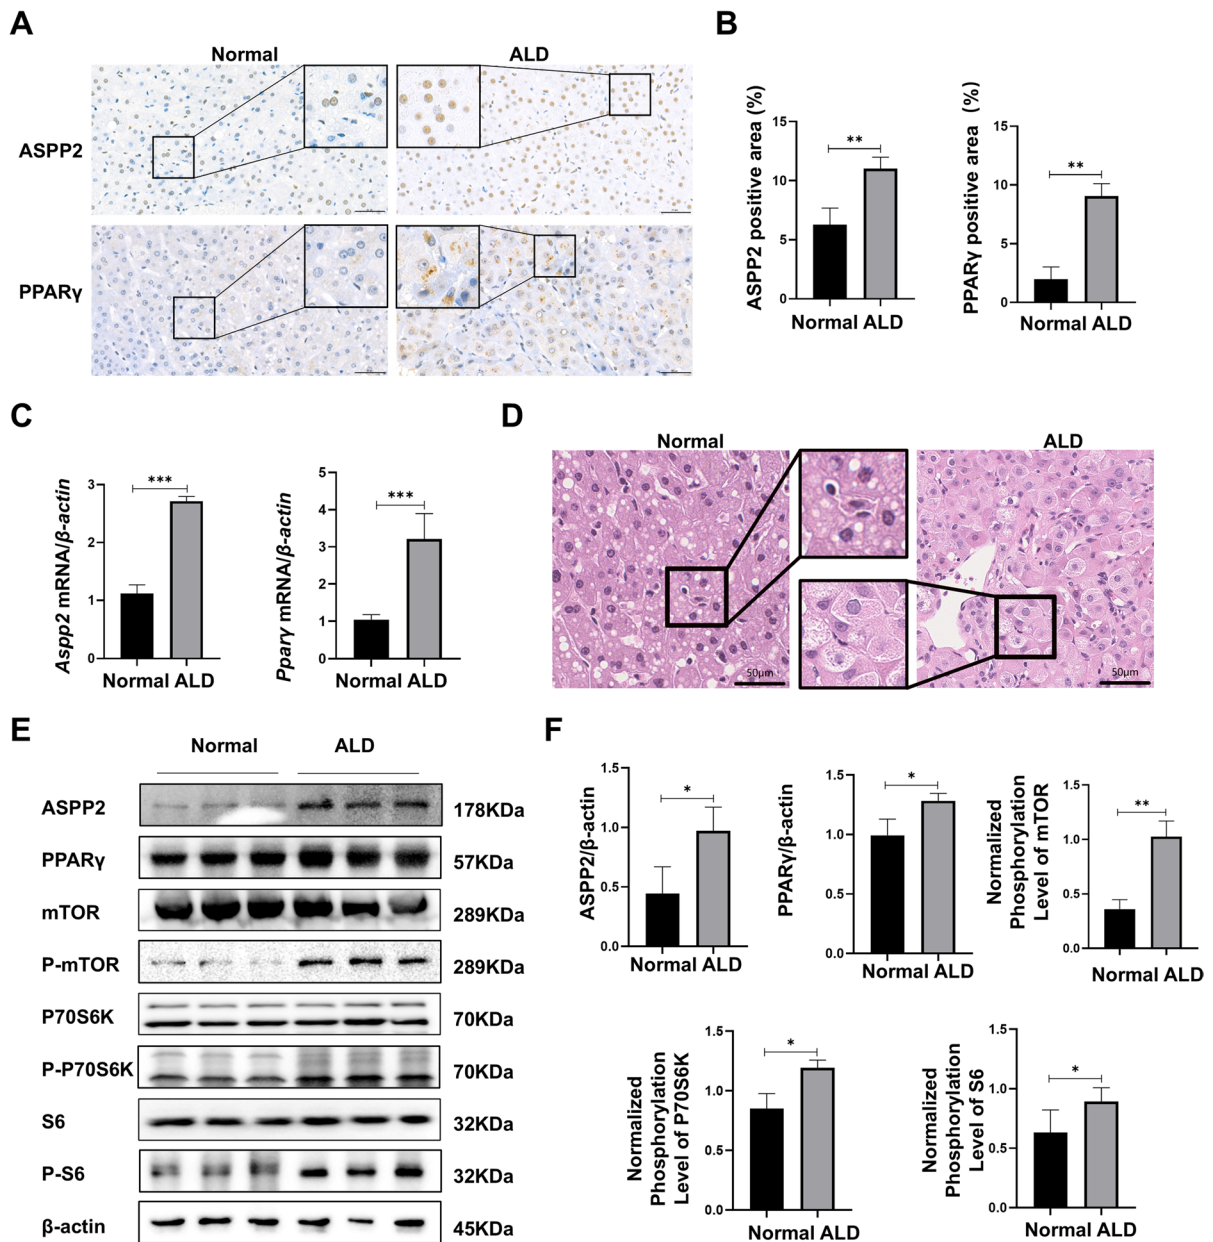 A
Normal
ALD
ASPP2
PPARγ
B
ASPP2 positive area (%)
15
10
5
0
**
Normal ALD
PPARγ positive area (%)
15
10
5
0
**
Normal ALD
C
Aspp2 mRNA/β-actin
3
2
1
0
***
Normal ALD
Pparγ mRNA/β-actin
5
4
3
2
1
0
***
Normal ALD
D
Normal
ALD
50μm
50μm
E
Normal
ALD
ASPP2
178KDa
PPARγ
57KDa
mTOR
289KDa
P-mTOR
289KDa
P70S6K
70KDa
P-P70S6K
70KDa
S6
32KDa
P-S6
32KDa
β-actin
45KDa
F
ASPP2/β-actin
1.5
1.0
0.5
0.0
*
Normal ALD
PPARγ/β-actin
1.5
1.0
0.5
0.0
*
Normal ALD
Normalized
Phosphorylation
Level of mTOR
1.5
1.0
0.5
0.0
**
Normal ALD
Normalized
Phosphorylation
Level of P70S6K
1.5
1.0
0.5
0.0
*
Normal ALD
Normalized
Phosphorylation
Level of S6
1.5
1.0
0.5
0.0
*
Normal ALD